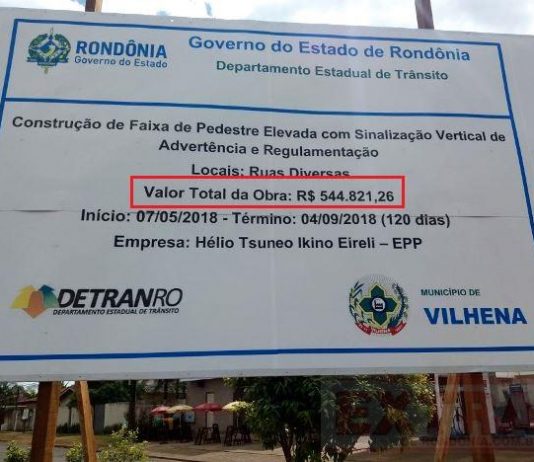 RONDÔNIA
Governo do Estado
Governo do Estado de Rondônia
Departamento Estadual de Trânsito
Construção de Faixa de Pedestre Elevada com Sinalização Vertical de
Advertência e Regulamentação
Locais: Ruas Diversas
Valor Total da Obra: R$ 544.821,26
Início: 07/05/2018 - Término: 04/09/2018 (120 dias)
Empresa: Hélio Tsuneo Ikino Eireli – EPP
DETRANRO
DEPARTAMENTO ESTADUAL DE TRÂNSITO
MUNICÍPIO DE
VILHENA